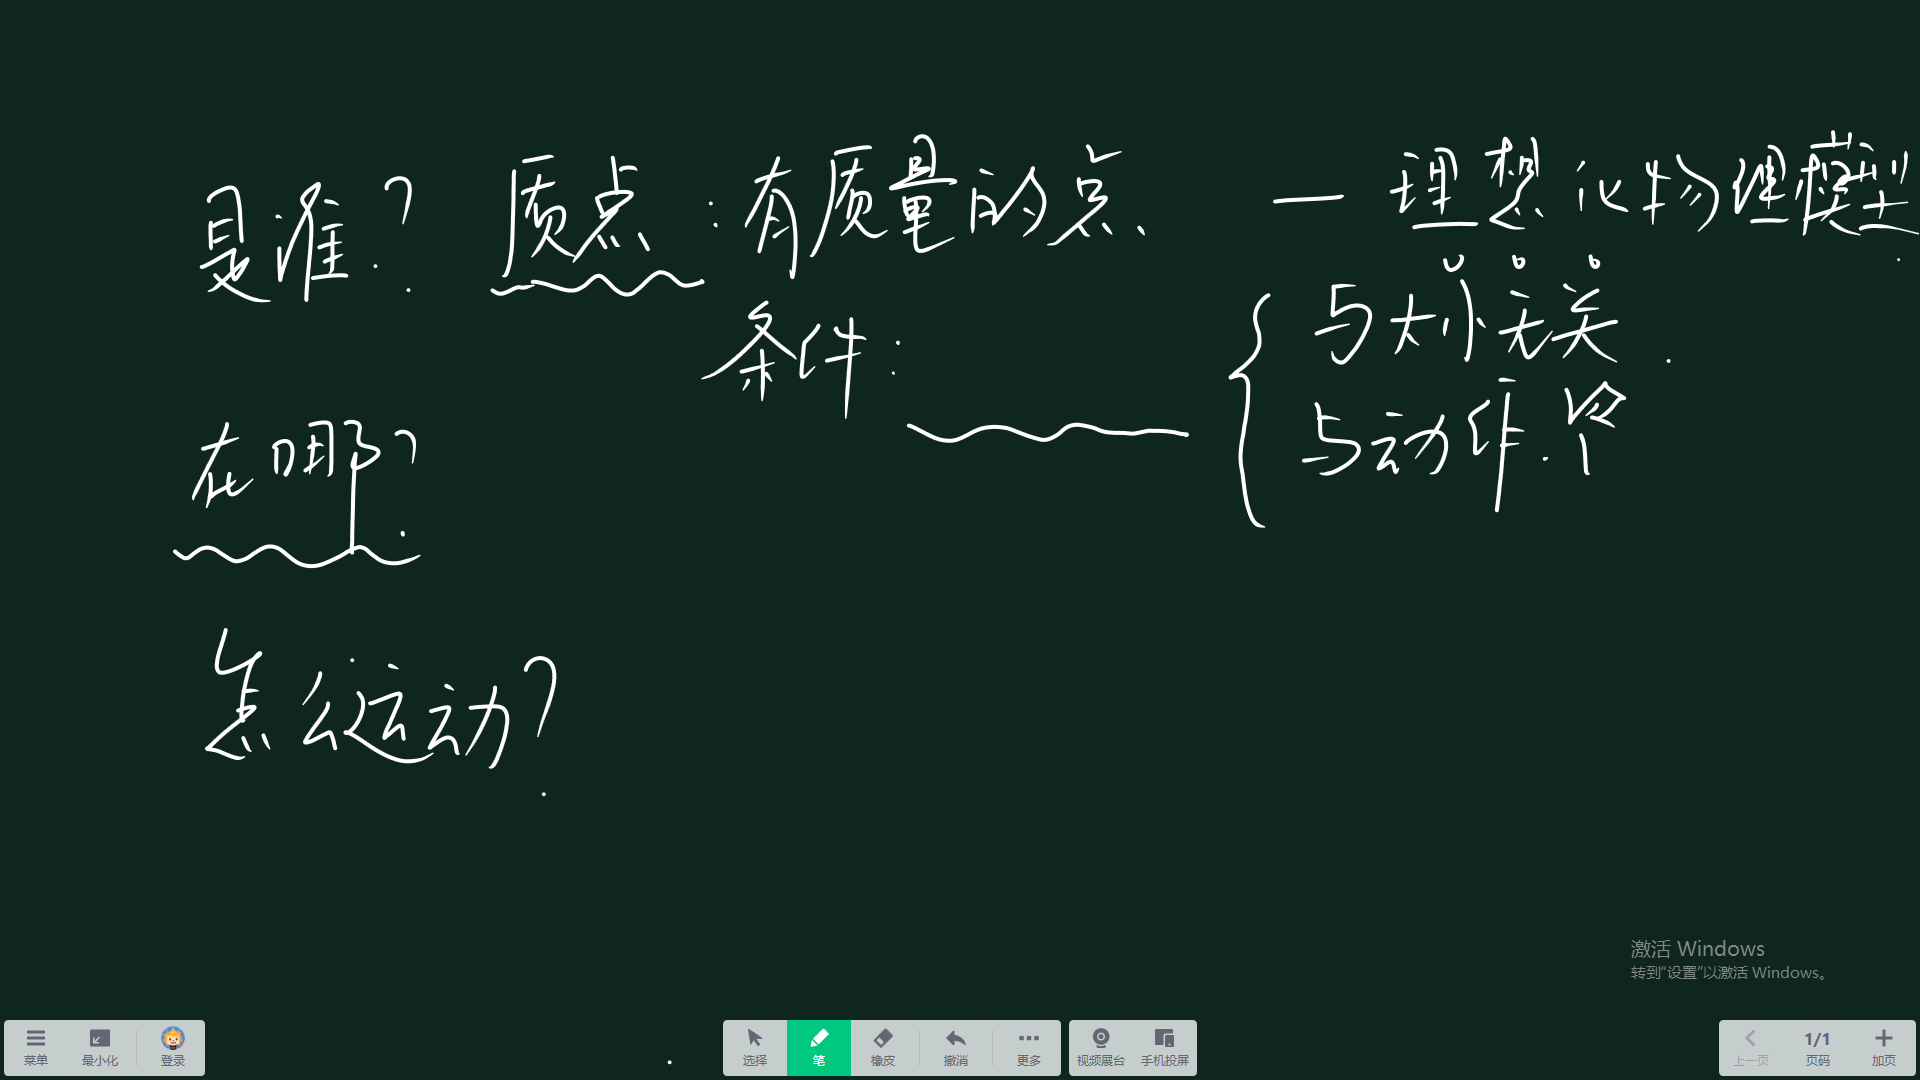 是谁? 质点:有质量的点. — 理想化物理模型.
条件: 与大小无关.
与动作.
在哪?
怎么运动?
激活 Windows
转到“设置”以激活 Windows。
菜单 最小化 登录 选择 笔 橡皮 撤消 更多 视频展台 手机投屏 上一页 1/1 页码 加页